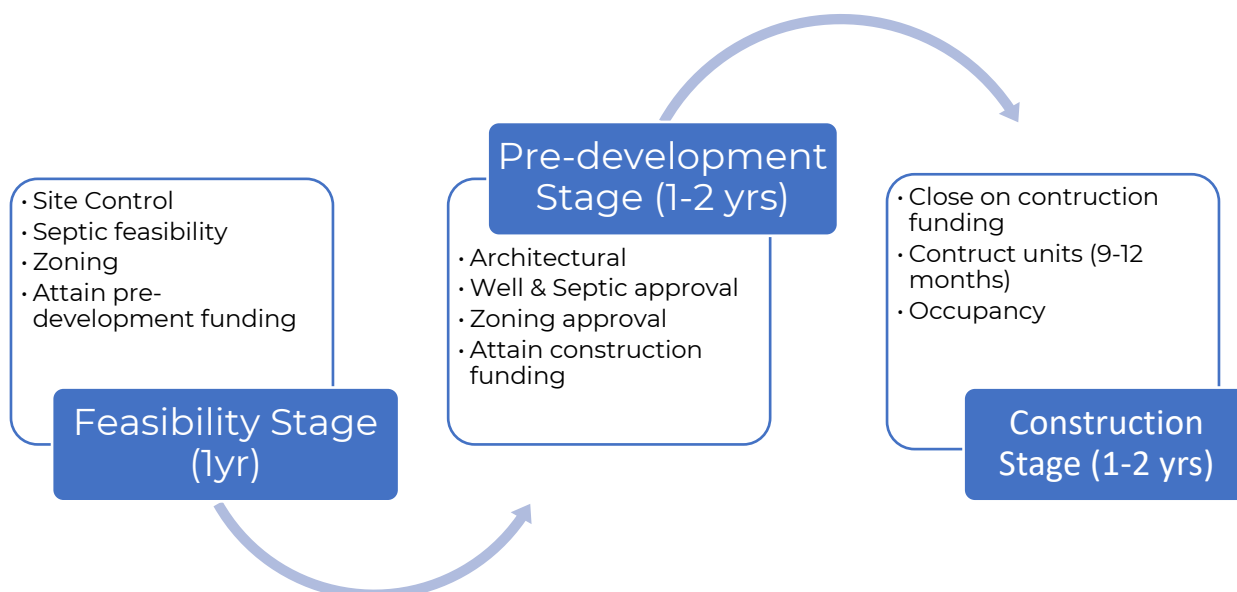 · Site Control
· Septic feasibility
· Zoning
· Attain pre-
development funding
Feasibility Stage
(1yr)
Pre-development
Stage (1-2 yrs)
· Architectural
· Well & Septic approval
· Zoning approval
· Attain construction
funding
· Close on contruction
funding
· Contruct units (9-12
months)
· Occupancy
Construction
Stage (1-2 yrs)